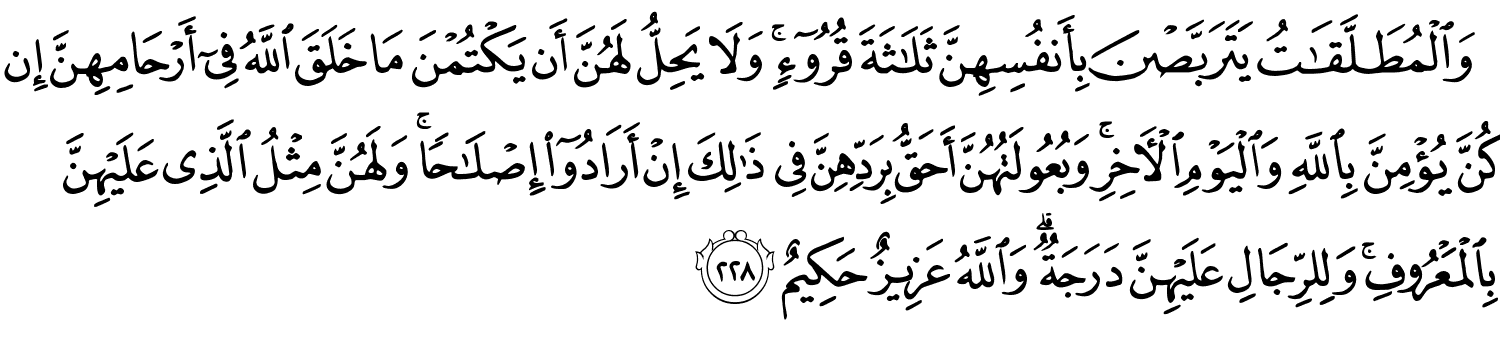 وَٱلْمُطَلَّقَـٰتُ يَتَرَبَّصْنَ بِأَنفُسِهِنَّ ثَلَـٰثَةَ قُرُوٓءٍ ۚ وَلَا يَحِلُّ لَهُنَّ أَن يَكْتُمْنَ مَا خَلَقَ ٱللَّهُ فِىٓ أَرْحَامِهِنَّ إِن
كُنَّ يُؤْمِنَّ بِٱللَّهِ وَٱلْيَوْمِ ٱلْـَٔاخِرِ ۚ وَبُعُولَتُهُنَّ أَحَقُّ بِرَدِّهِنَّ فِى ذَٰلِكَ إِنْ أَرَادُوٓا۟ إِصْلَـٰحًا ۚ وَلَهُنَّ مِثْلُ ٱلَّذِى عَلَيْهِنَّ
بِٱلْمَعْرُوفِ ۚ وَلِلرِّجَالِ عَلَيْهِنَّ دَرَجَةٌ ۗ وَٱللَّهُ عَزِيزٌ حَكِيمٌ ٢٢٨